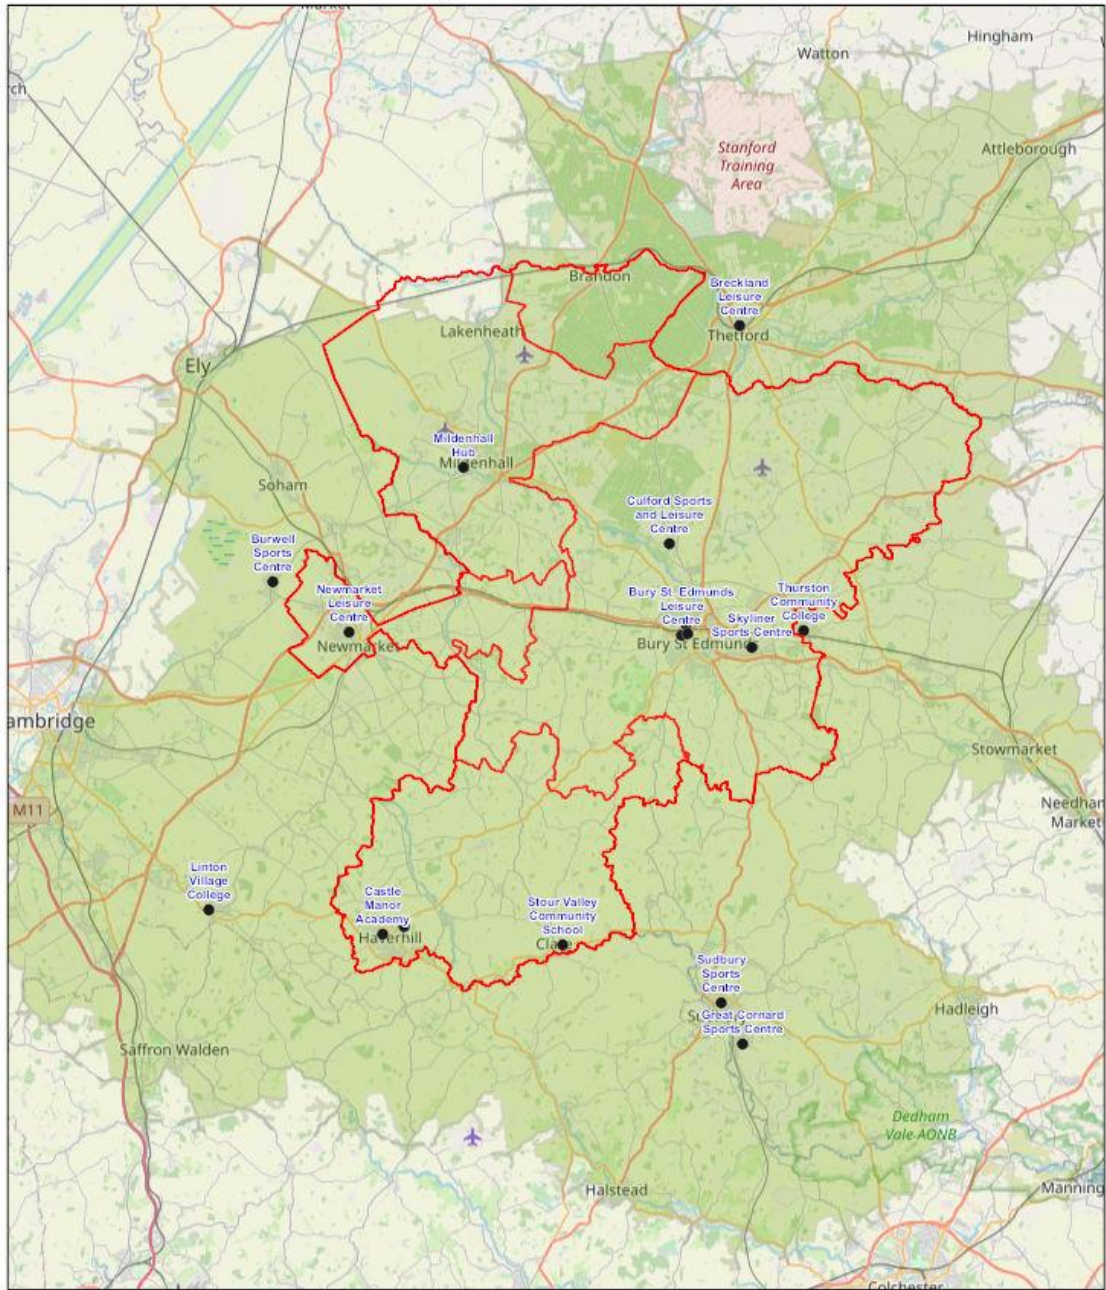 Market
Hingham
Watton
rch
Attleborough
Stanford
Training
Area
Brandon
Breckland
Leisure
Centre
Lakenheath
Thetford
Ely
Mildenhall
Hub
Mildenhall
Soham
Culford Sports
and Leisure
Centre
Burwell
Sports
Centre
Newmarket
Leisure
Centre
Newmarket
Bury St. Edmunds
Leisure
Centre
Thurston
Community
College
Skyliner
Sports Centre
Bury St Edmunds
ambridge
Stowmarket
M11
Needham
Market
Linton
Village
College
Castle
Manor
Academy
Haverhill
Stour Valley
Community
School
Clare
Sudbury
Sports
Centre
Great Cornard
Sports Centre
Hadleigh
Saffron Walden
Dedham
Vale AONB
Halstead
Manning
Colchester